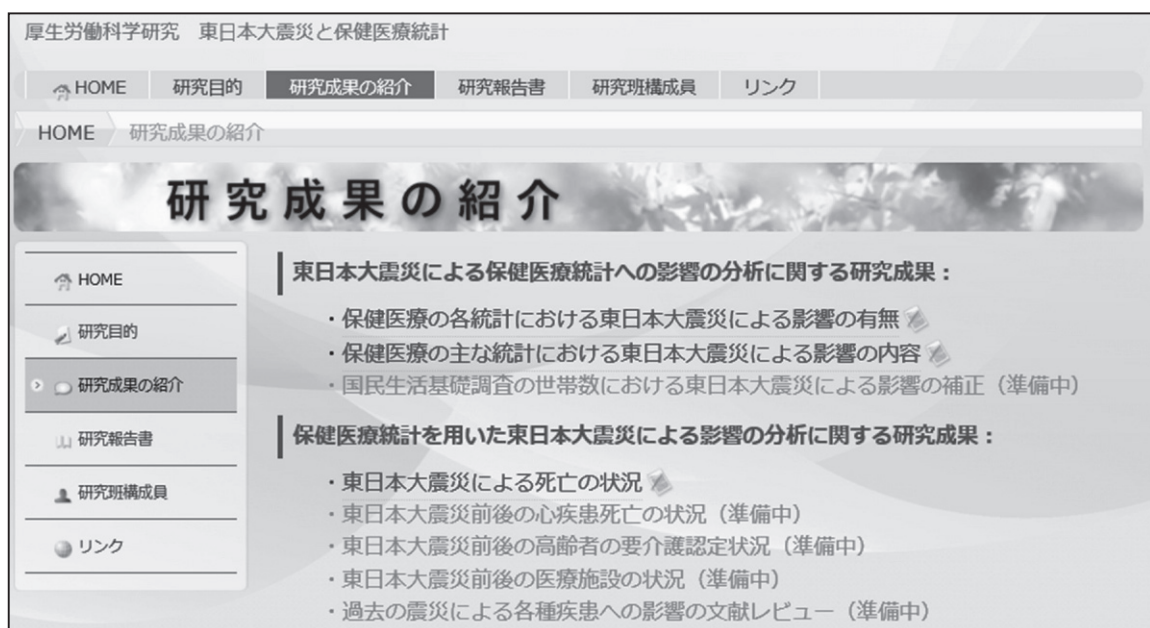 厚生労働科学研究　東日本大震災と保健医療統計
HOME　研究目的　研究成果の紹介　研究報告書　研究班構成員　リンク
HOME　研究成果の紹介
研究成果の紹介
HOME
研究目的
研究成果の紹介
研究報告書
研究班構成員
リンク
東日本大震災による保健医療統計への影響の分析に関する研究成果：
・保健医療の各統計における東日本大震災による影響の有無
・保健医療の主な統計における東日本大震災による影響の内容
・国民生活基礎調査の世帯数における東日本大震災による影響の補正（準備中）
保健医療統計を用いた東日本大震災による影響の分析に関する研究成果：
・東日本大震災による死亡の状況
・東日本大震災前後の心疾患死亡の状況（準備中）
・東日本大震災前後の高齢者の要介護認定状況（準備中）
・東日本大震災前後の医療施設の状況（準備中）
・過去の震災による各種疾患への影響の文献レビュー（準備中）